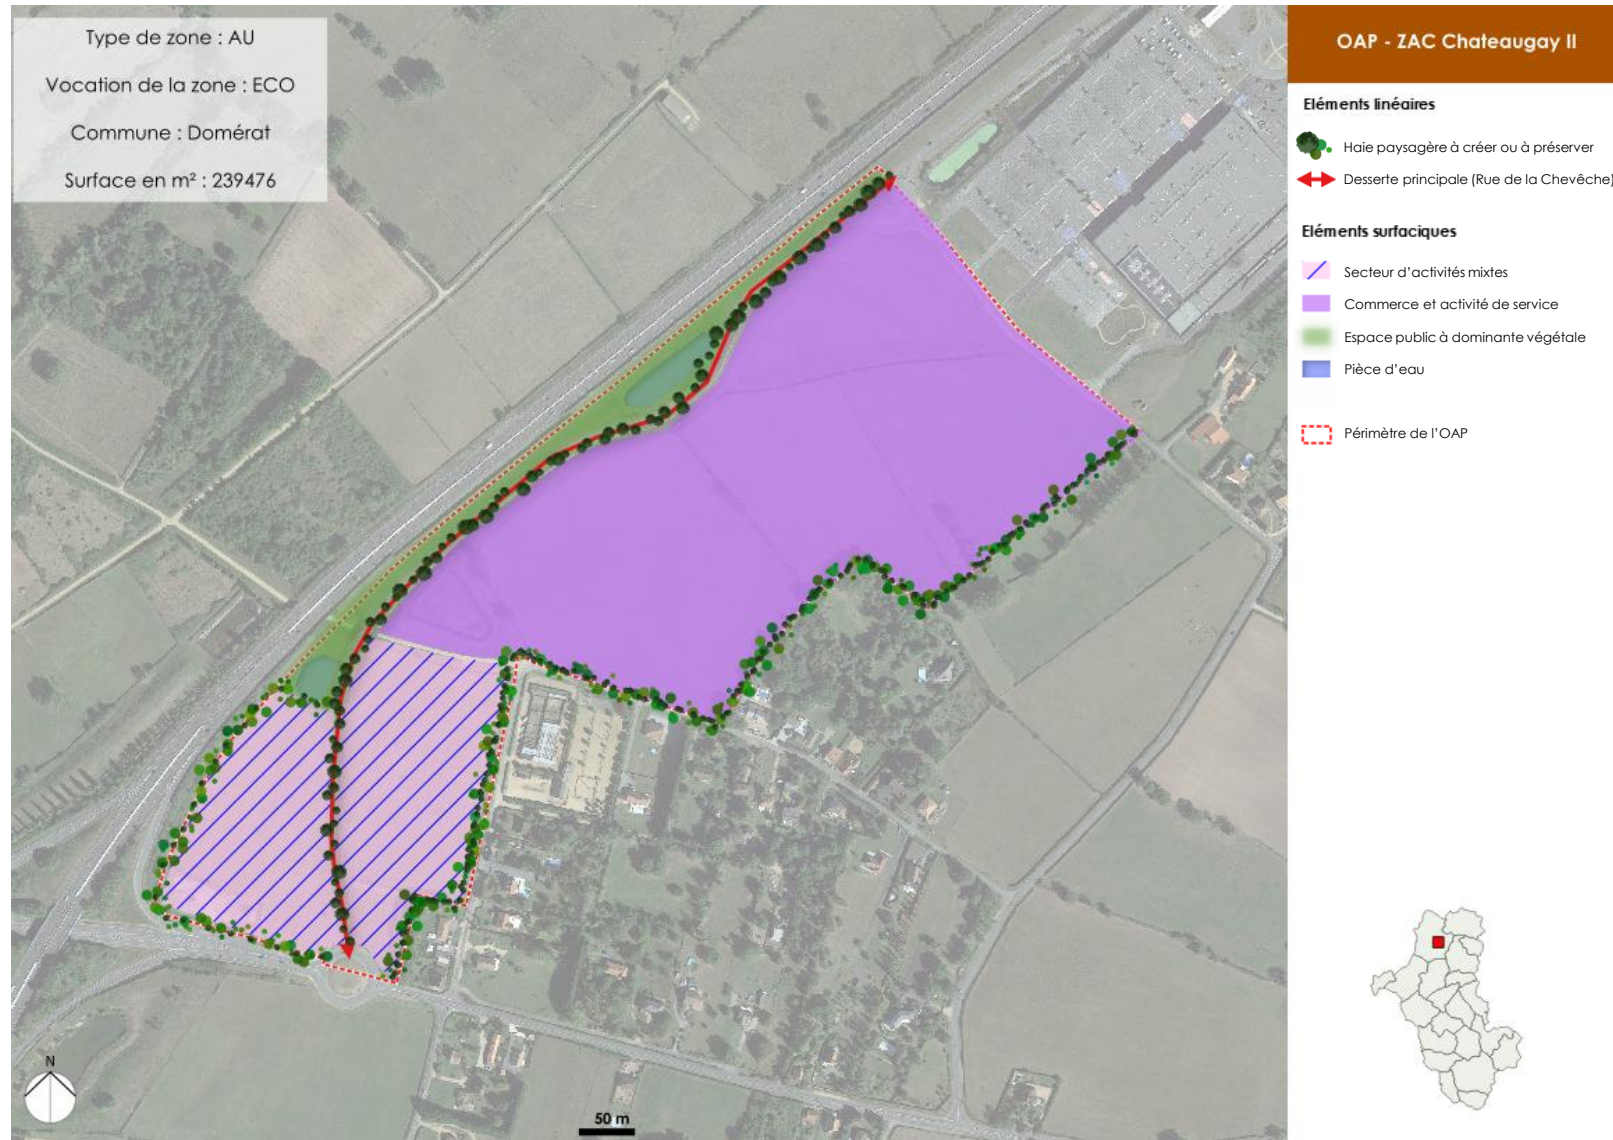 Type de zone : AU
Vocation de la zone : ECO
Commune : Domérat
Surface en m² : 239476
OAP - ZAC Chateaugay II
Eléments linéaires
Haie paysagère à créer ou à préserver
Desserte principale (Rue de la Chevêche)
Eléments surfaciques
Secteur d'activités mixtes
Commerce et activité de service
Espace public à dominante végétale
Pièce d'eau
Périmètre de l'OAP
N
50 m